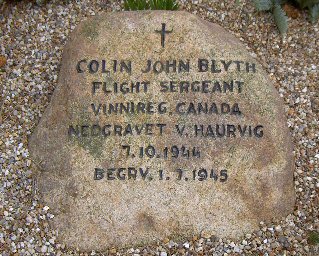 COLIN JOHN BLYTH
FLIGHT SERGEANT
VINNIREG. CANADA
NEDGRAVET V. HAURVIG
7.10.1944
BEGRV. 1.7.1945